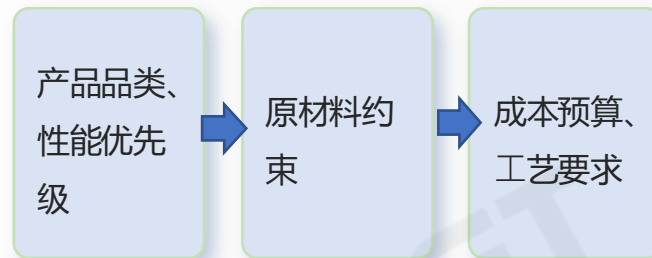 产品品类、
性能优先
级
原材料约
束
成本预算、
工艺要求